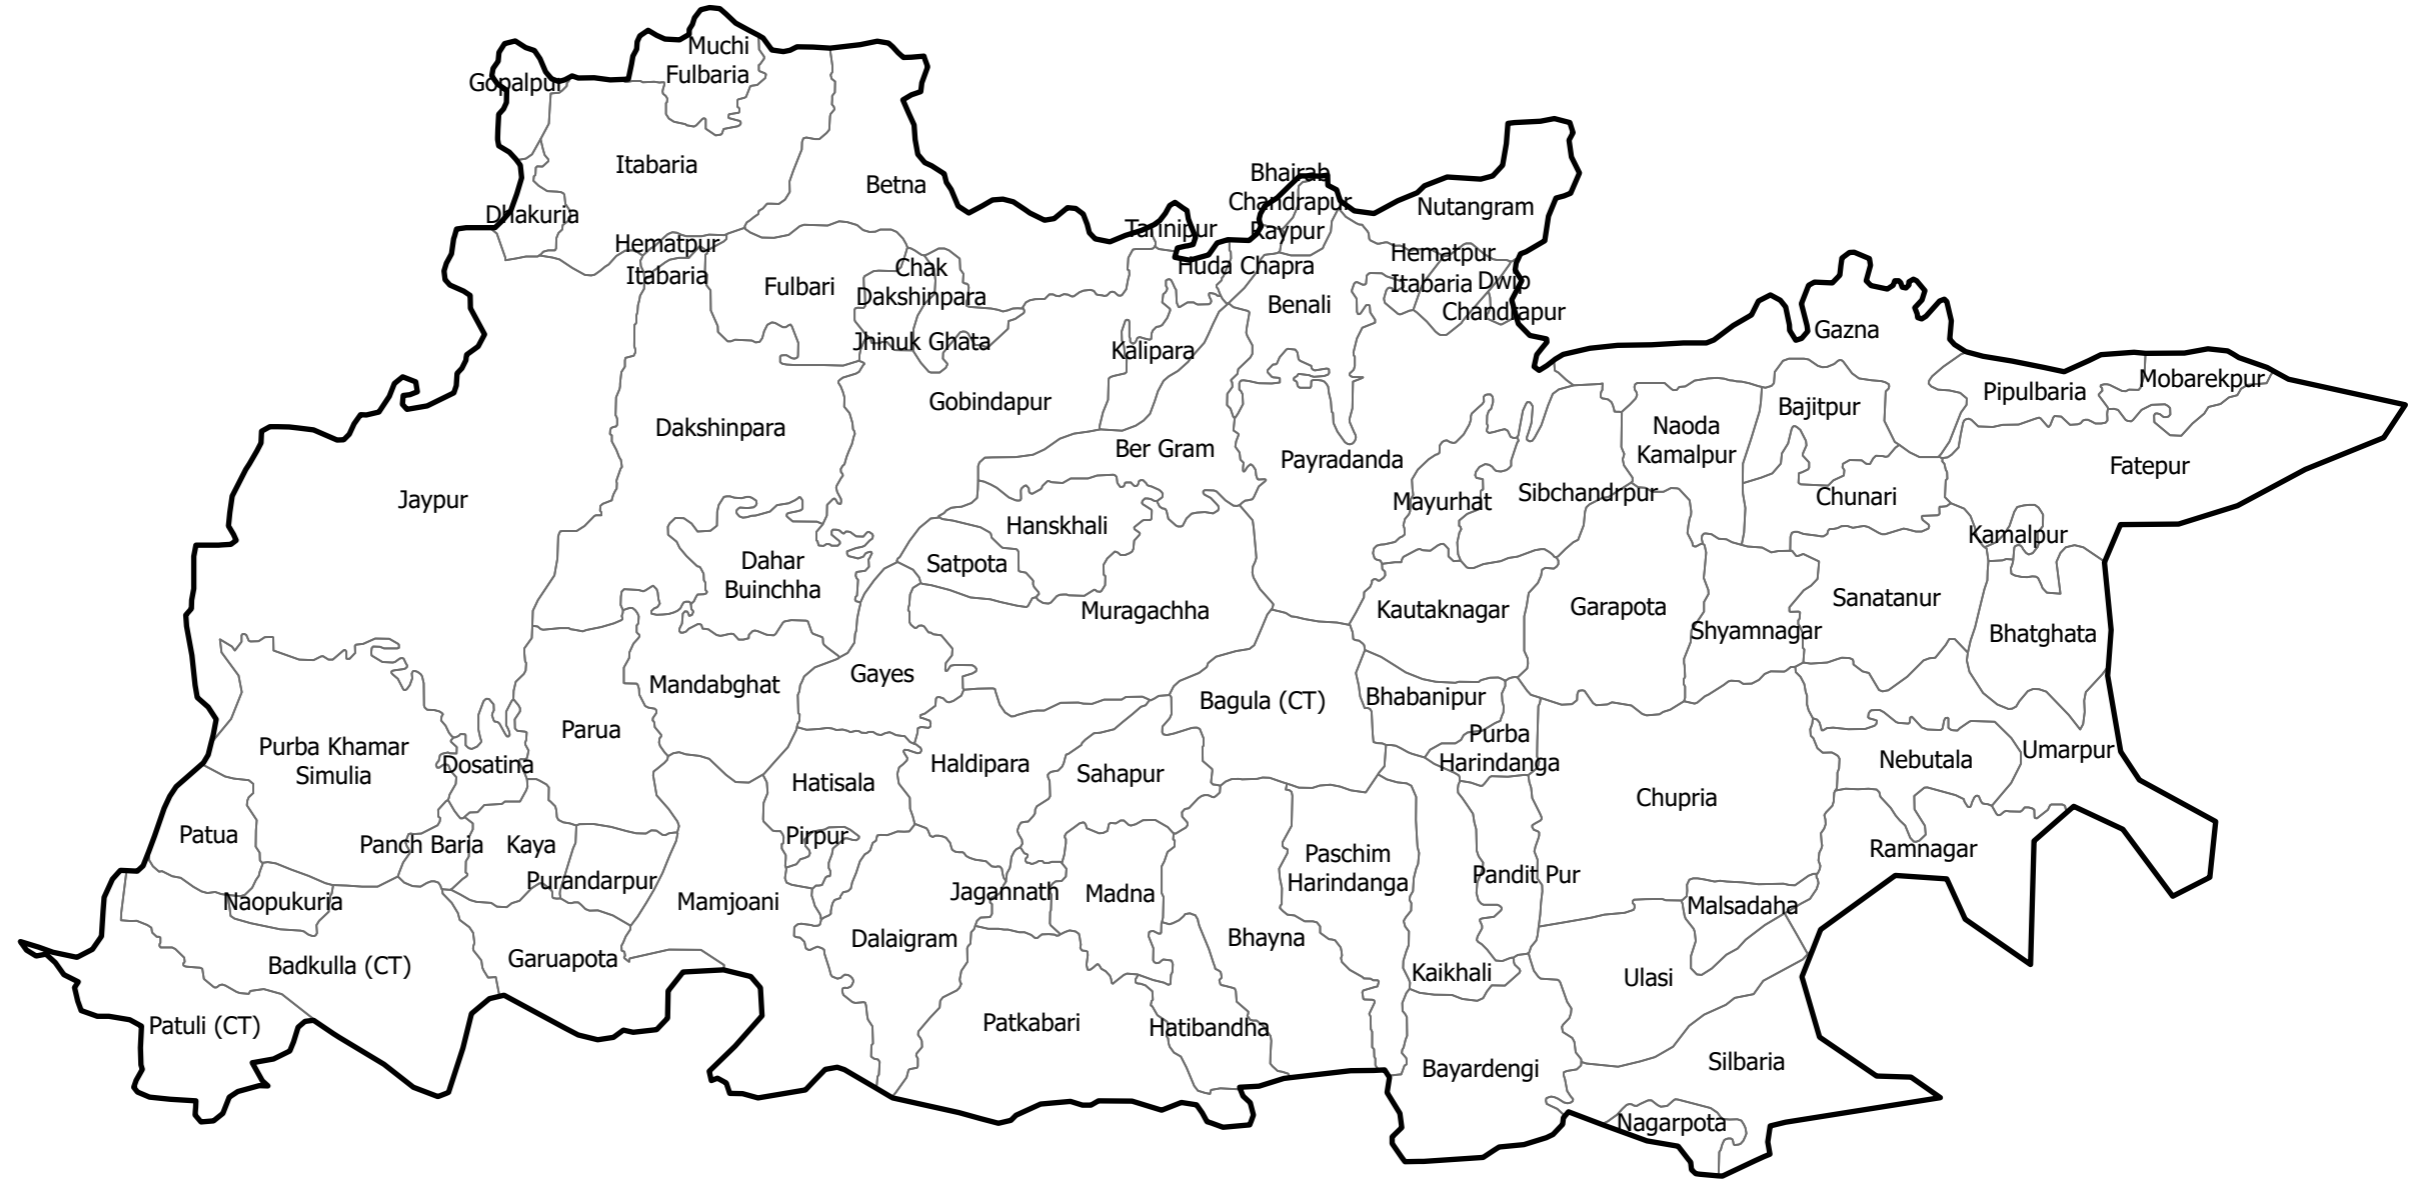 Muchi
Fulbaria
Gopalpur
Itabaria
Betna
Dhakuria
Bhairab
Chandrapur
Nutangram
Tarinipur
Raypur
Hematpur
Itabaria
Fulbari
Chak
Dakshinpara
Huda Chapra
Hematpur
Itabaria
Dwip
Chandrapur
Benali
Jhinuk Ghata
Kalipara
Gazna
Pipulbaria
Mobarekpur
Gobindapur
Bajitpur
Dakshinpara
Naoda
Kamalpur
Ber Gram
Payradanda
Fatepur
Jaypur
Mayurhat
Sibchandrpur
Chunari
Hanskhali
Kamalpur
Satpota
Dahar
Buinchha
Muragachha
Kautaknagar
Garapota
Sanatanur
Shyamnagar
Bhatghata
Gayes
Mandabghat
Bagula (CT)
Bhabanipur
Parua
Purba
Harindanga
Purba Khamar
Simulia
Dosatina
Haldipara
Sahapur
Nebutala
Umarpur
Hatisala
Chupria
Patua
Panch Baria
Kaya
Pirpur
Paschim
Harindanga
Ramnagar
Purandarpur
Pandit Pur
Naopukuria
Mamjoani
Jagannath
Madna
Malsadaha
Dalaigram
Bhayna
Badkulla (CT)
Garuapota
Kaikhali
Ulasi
Patuli (CT)
Patkabari
Hatibandha
Bayardengi
Silbaria
Nagarpota